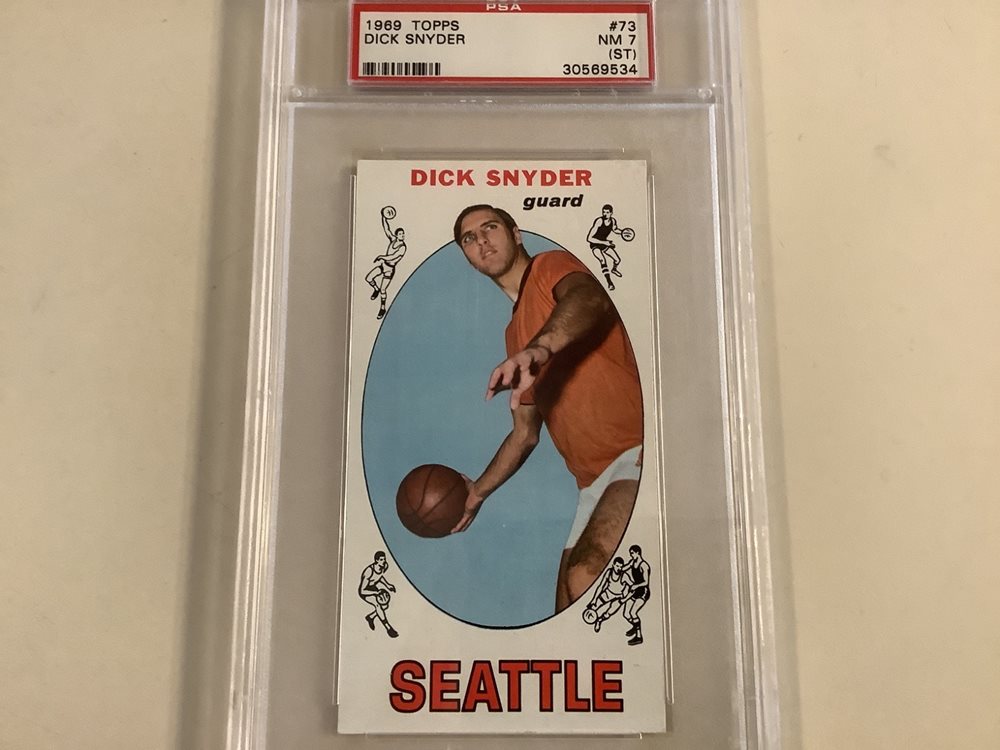 PSA
1969 TOPPS #73
DICK SNYDER NM 7
(ST)
30569534
DICK SNYDER
guard
SEATTLE